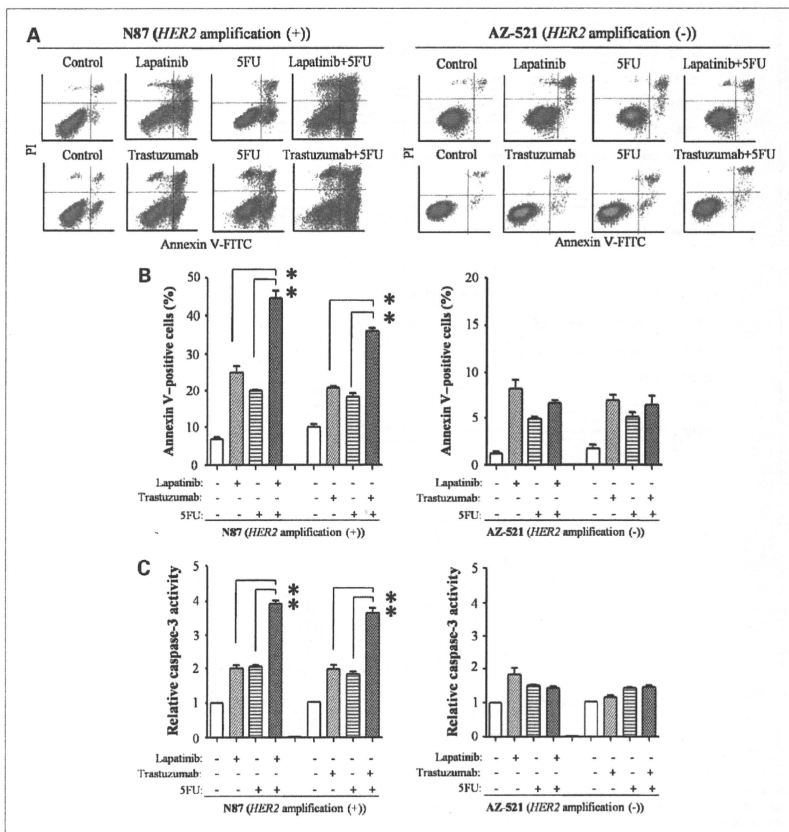 A
N87 (HER2 amplification (+))
AZ-521 (HER2 amplification (-))
Control Lapatinib 5FU Lapatinib+5FU
Control Lapatinib 5FU Lapatinib+5FU
PI
PI
Control Trastuzumab 5FU Trastuzumab+5FU
Control Trastuzumab 5FU Trastuzumab+5FU
Annexin V-FITC
Annexin V-FITC
B
Annexin V–positive cells (%)
50
40
30
20
10
0
* *
* *
Lapatinib: - + - + 
Trastuzumab: - + - +
5FU: - - + + - - + +
N87 (HER2 amplification (+))
Annexin V–positive cells (%)
20
15
10
5
0
- + - +
- + - +
- - + + - - + +
AZ-521 (HER2 amplification (-))
C
Relative caspase-3 activity
5
4
3
2
1
0
* *
* *
Lapatinib: - + - +
Trastuzumab: - + - +
5FU: - - + + - - + +
N87 (HER2 amplification (+))
Relative caspase-3 activity
5
4
3
2
1
0
Lapatinib: - + - +
Trastuzumab: - + - +
5FU: - - + + - - + +
AZ-521 (HER2 amplification (-))